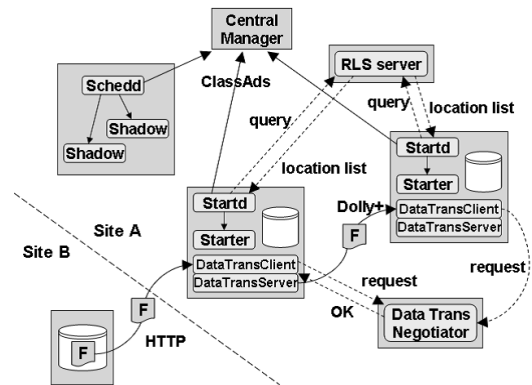 Central
Manager
RLS server
ClassAds
Schedd
Shadow
Shadow
query
query
location list
location list
Startd
Starter
DataTransClient
DataTransServer
Startd
Starter
DataTransClient
DataTransServer
Dolly+
F
Site A
Site B
request
request
OK
Data Trans
Negotiator
F
HTTP
F